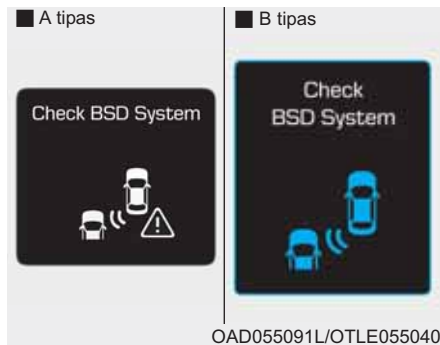 ■ A tipas
Check BSD System
■ B tipas
Check
BSD System
OAD055091L/OTLE055040